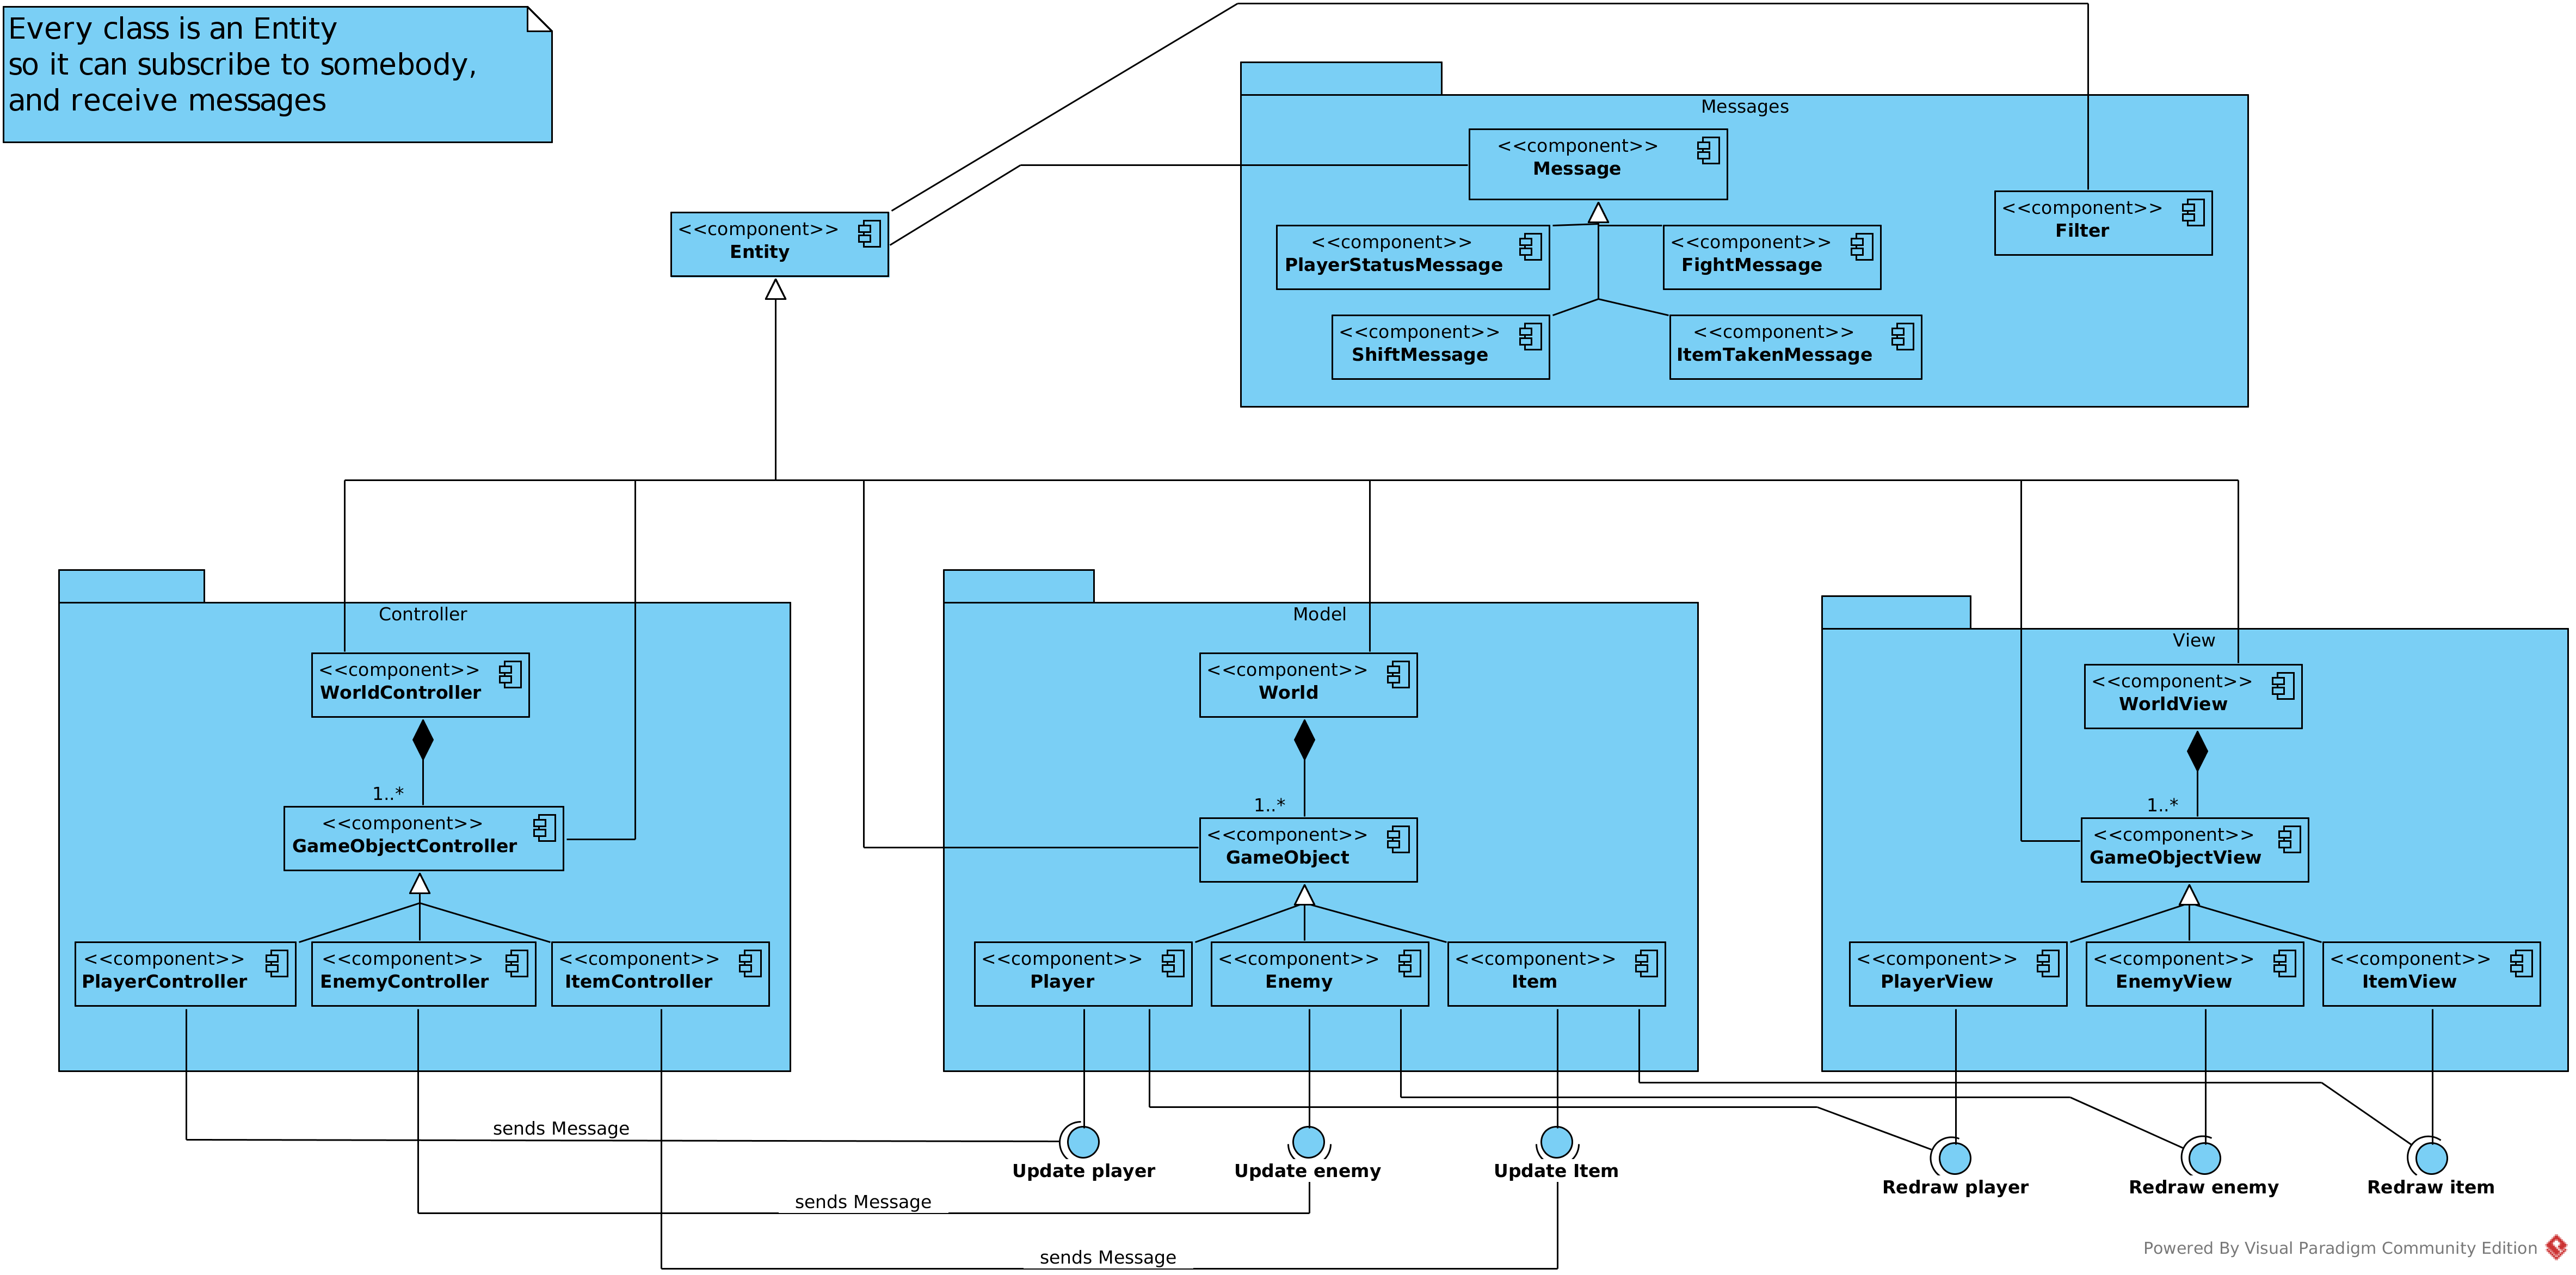 Every class is an Entity
so it can subscribe to somebody,
and receive messages
Messages
<<component>>
Message
<<component>>
Entity
<<component>>
PlayerStatusMessage
<<component>>
FightMessage
<<component>>
Filter
<<component>>
ShiftMessage
<<component>>
ItemTakenMessage
Controller
<<component>>
WorldController
1..*
<<component>>
GameObjectController
<<component>>
PlayerController
<<component>>
EnemyController
<<component>>
ItemController
Model
<<component>>
World
1..*
<<component>>
GameObject
<<component>>
Player
<<component>>
Enemy
<<component>>
Item
View
<<component>>
WorldView
1..*
<<component>>
GameObjectView
<<component>>
PlayerView
<<component>>
EnemyView
<<component>>
ItemView
sends Message
Update player
Update enemy
Update Item
Redraw player
Redraw enemy
Redraw item
sends Message
sends Message
Powered By Visual Paradigm Community Edition